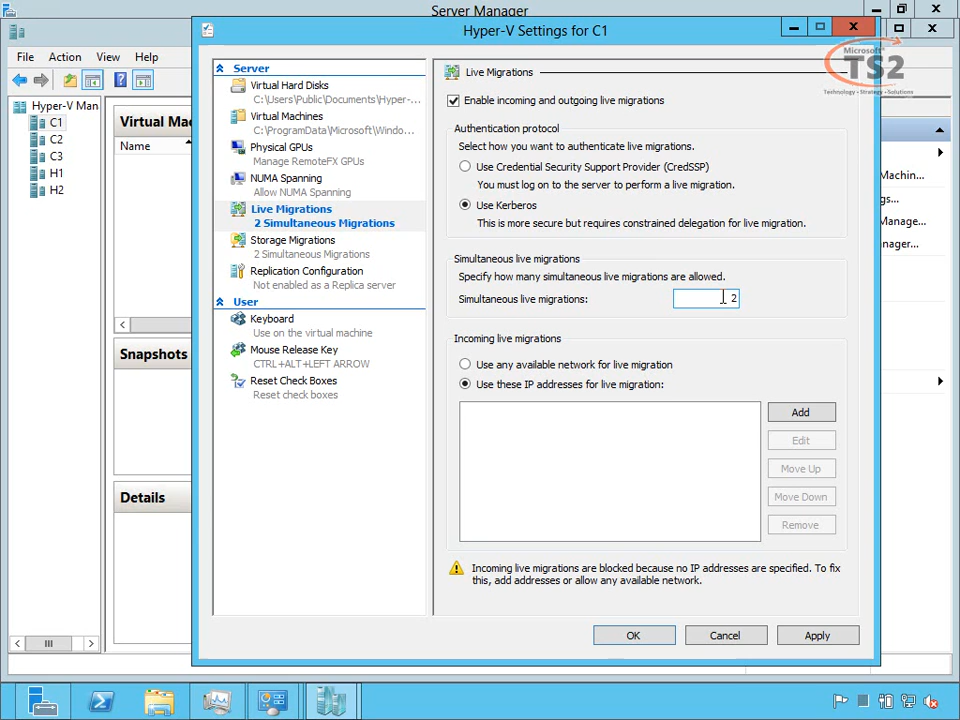 Server Manager
Hyper-V Settings for C1
Microsoft
TS2
Technology • Strategy • Solutions
File Action View Help
Hyper-V Man
C1
C2
C3
H1
H2
Virtual Mac
Name
Snapshots
Details
Server
Virtual Hard Disks
C:\Users\Public\Documents\Hyper-...
Virtual Machines
C:\ProgramData\Microsoft\Windo...
Physical GPUs
Manage RemoteFX GPUs
NUMA Spanning
Allow NUMA Spanning
Live Migrations
2 Simultaneous Migrations
Storage Migrations
2 Simultaneous Migrations
Replication Configuration
Not enabled as a Replica server
User
Keyboard
Use on the virtual machine
Mouse Release Key
CTRL+ALT+LEFT ARROW
Reset Check Boxes
Reset check boxes
Live Migrations
Enable incoming and outgoing live migrations
Authentication protocol
Select how you want to authenticate live migrations.
Use Credential Security Support Provider (CredSSP)
You must log on to the server to perform a live migration.
Use Kerberos
This is more secure but requires constrained delegation for live migration.
Simultaneous live migrations
Specify how many simultaneous live migrations are allowed.
Simultaneous live migrations: 2
Incoming live migrations
Use any available network for live migration
Use these IP addresses for live migration:
Add
Edit
Move Up
Move Down
Remove
Incoming live migrations are blocked because no IP addresses are specified. To fix
this, add addresses or allow any available network.
OK Cancel Apply
Machin...
gs...
Manage...
nager...